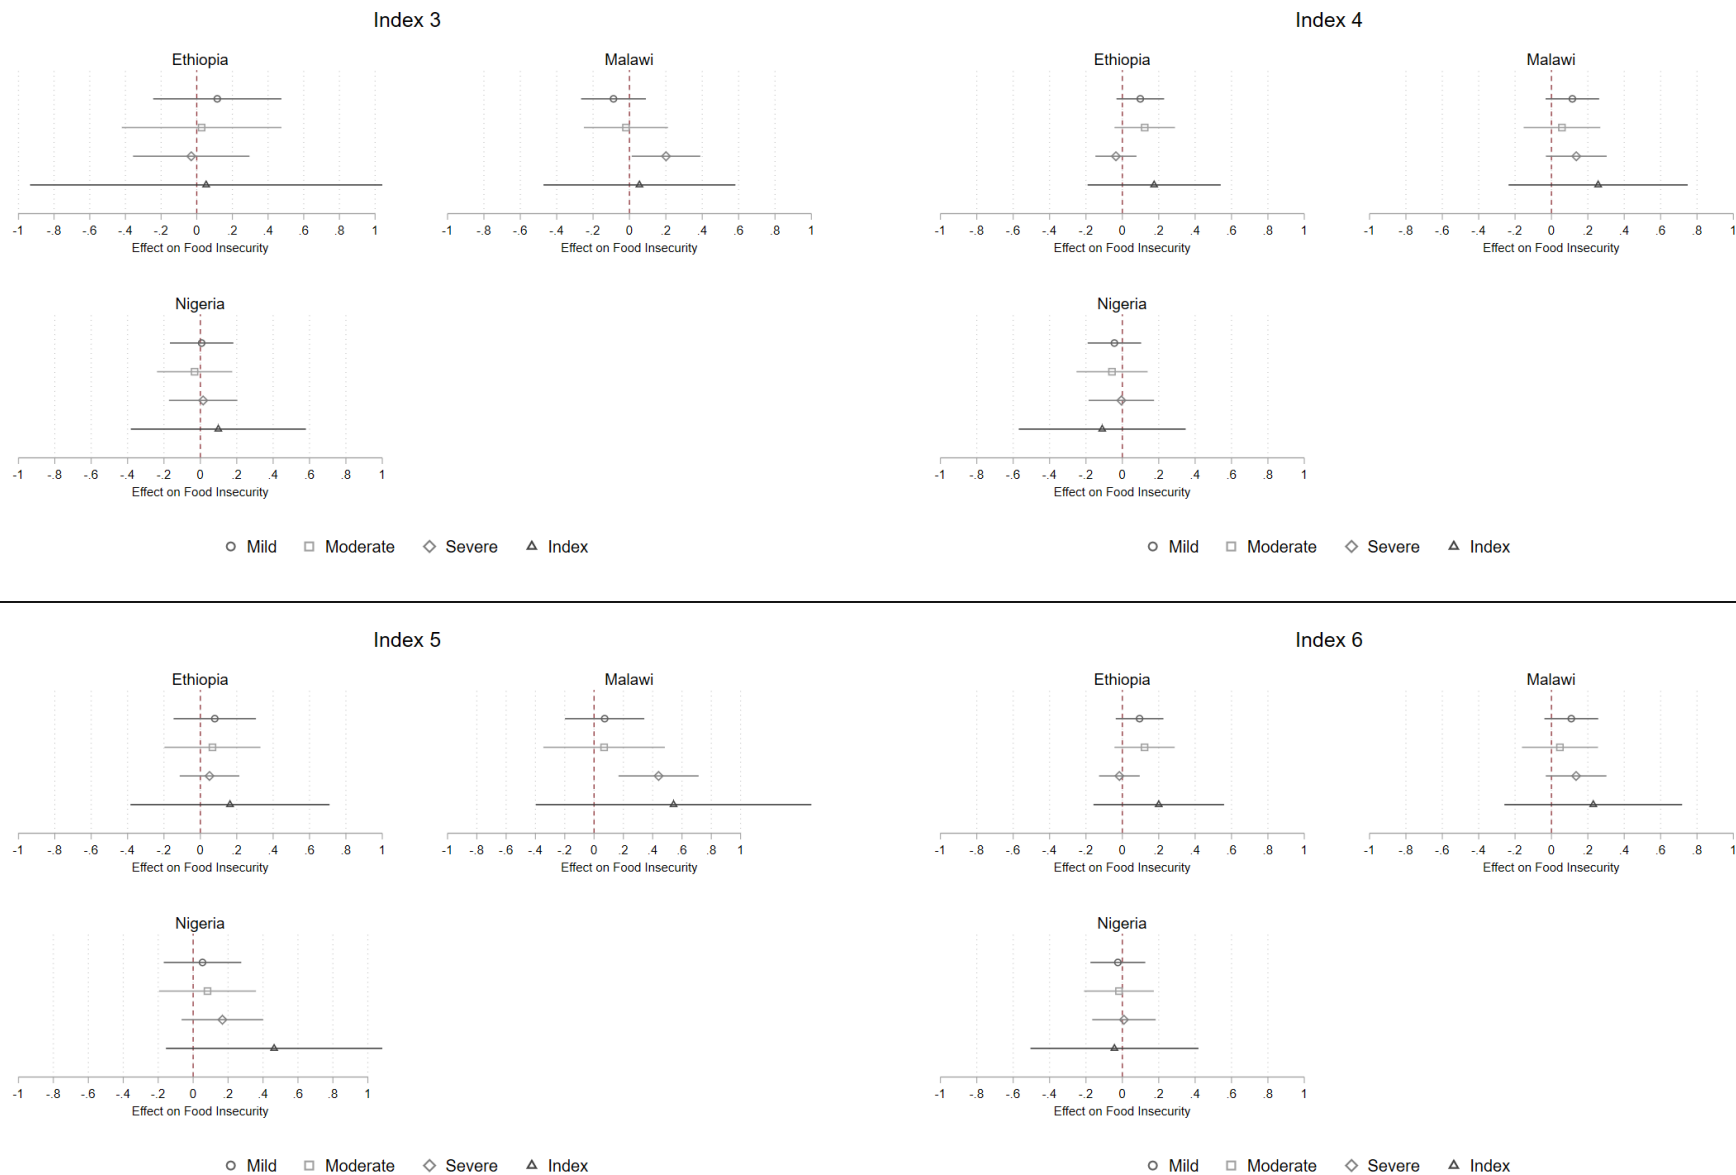 Index 3
Ethiopia
-1 -.8 -.6 -.4 -.2 0 .2 .4 .6 .8 1
Effect on Food Insecurity
Malawi
-1 -.8 -.6 -.4 -.2 0 .2 .4 .6 .8 1
Effect on Food Insecurity
Nigeria
-1 -.8 -.6 -.4 -.2 0 .2 .4 .6 .8 1
Effect on Food Insecurity
Mild Moderate Severe Index
Index 4
Ethiopia
-1 -.8 -.6 -.4 -.2 0 .2 .4 .6 .8 1
Effect on Food Insecurity
Malawi
-1 -.8 -.6 -.4 -.2 0 .2 .4 .6 .8 1
Effect on Food Insecurity
Nigeria
-1 -.8 -.6 -.4 -.2 0 .2 .4 .6 .8 1
Effect on Food Insecurity
Mild Moderate Severe Index
Index 5
Ethiopia
-1 -.8 -.6 -.4 -.2 0 .2 .4 .6 .8 1
Effect on Food Insecurity
Malawi
-1 -.8 -.6 -.4 -.2 0 .2 .4 .6 .8 1
Effect on Food Insecurity
Nigeria
-1 -.8 -.6 -.4 -.2 0 .2 .4 .6 .8 1
Effect on Food Insecurity
Mild Moderate Severe Index
Index 6
Ethiopia
-1 -.8 -.6 -.4 -.2 0 .2 .4 .6 .8 1
Effect on Food Insecurity
Malawi
-1 -.8 -.6 -.4 -.2 0 .2 .4 .6 .8 1
Effect on Food Insecurity
Nigeria
-1 -.8 -.6 -.4 -.2 0 .2 .4 .6 .8 1
Effect on Food Insecurity
Mild Moderate Severe Index